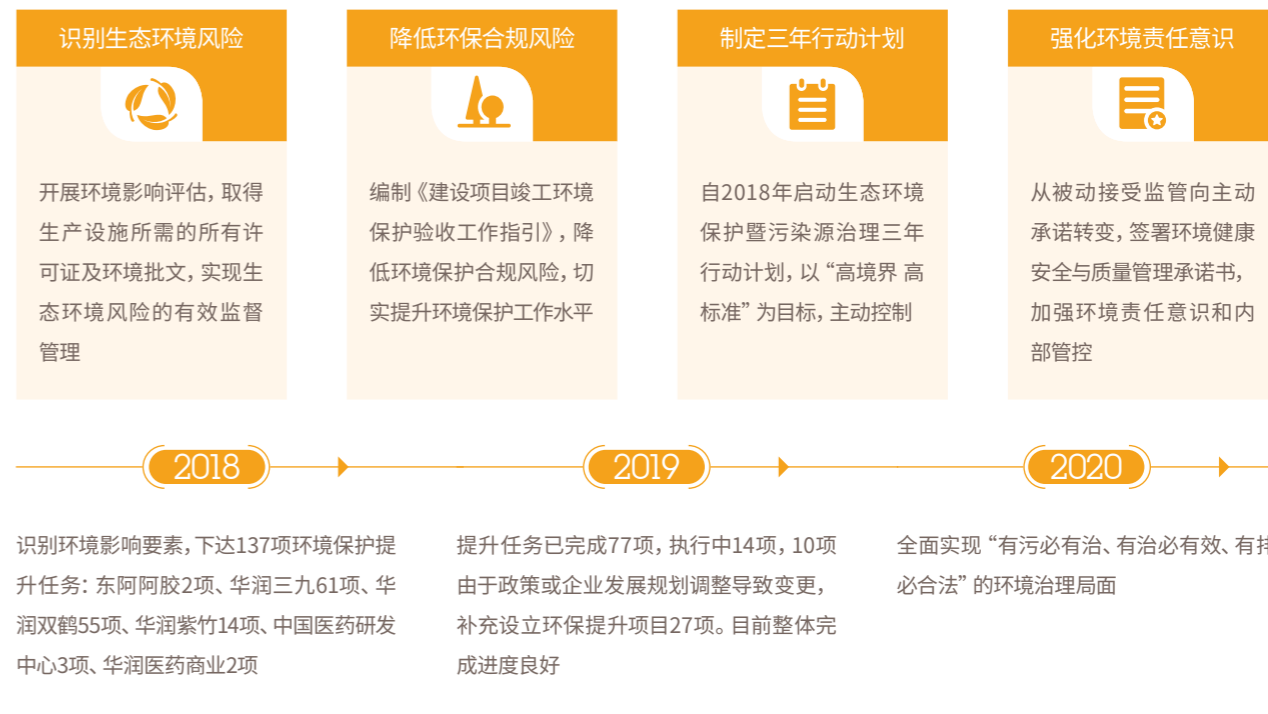 识别生态环境风险
开展环境影响评估，取得
生产设施所需的所有许
可证及环境批文，实现生
态环境风险的有效监督
管理
降低环保合规风险
编制《建设项目竣工环境
保护验收工作指引》，降
低环境保护合规风险，切
实提升环境保护工作水平
制定三年行动计划
自2018年启动生态环境
保护暨污染源治理三年
行动计划，以“高境界 高
标准”为目标，主动控制
强化环境责任意识
从被动接受监管向主动
承诺转变，签署环境健康
安全与质量管理承诺书，
加强环境责任意识和内
部管控
2018
识别环境影响要素，下达137项环境保护提
升任务：东阿阿胶2项、华润三九61项、华
润双鹤55项、华润紫竹14项、中国医药研发
中心3项、华润医药商业2项
2019
提升任务已完成77项，执行中14项，10项
由于政策或企业发展规划调整导致变更，
补充设立环保提升项目27项。目前整体完
成进度良好
2020
全面实现“有污必有治、有治必有效、有排
必合法”的环境治理局面